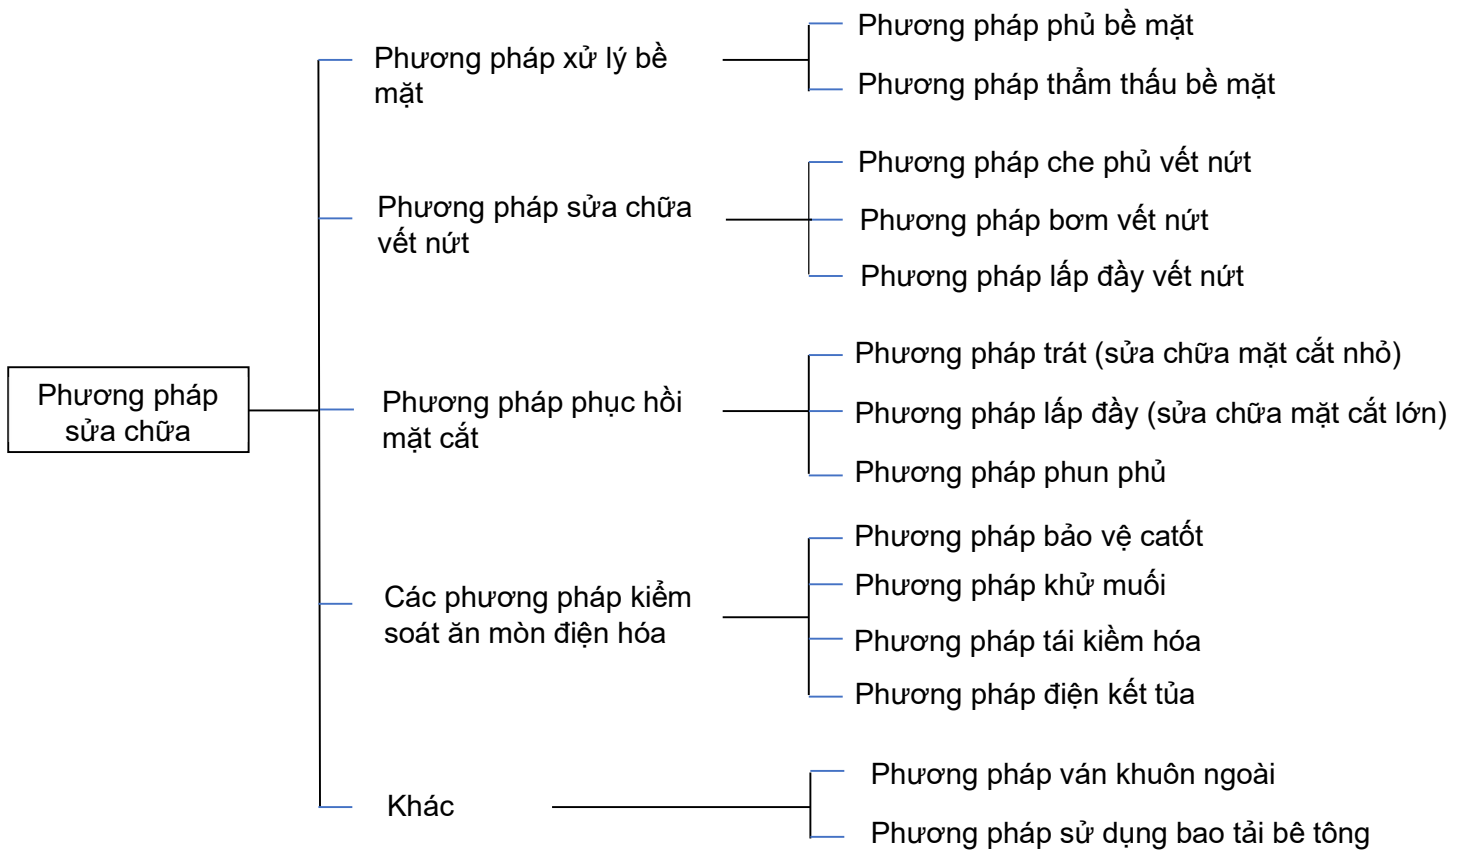 Phương pháp
sửa chữa
Phương pháp xử lý bề
mặt
Phương pháp phủ bề mặt
Phương pháp thẩm thấu bề mặt
Phương pháp sửa chữa
vết nứt
Phương pháp che phủ vết nứt
Phương pháp bơm vết nứt
Phương pháp lấp đầy vết nứt
Phương pháp phục hồi
mặt cắt
Phương pháp trát (sửa chữa mặt cắt nhỏ)
Phương pháp lấp đầy (sửa chữa mặt cắt lớn)
Phương pháp phun phủ
Các phương pháp kiểm
soát ăn mòn điện hóa
Phương pháp bảo vệ catốt
Phương pháp khử muối
Phương pháp tái kiềm hóa
Phương pháp điện kết tủa
Khác
Phương pháp ván khuôn ngoài
Phương pháp sử dụng bao tải bê tông